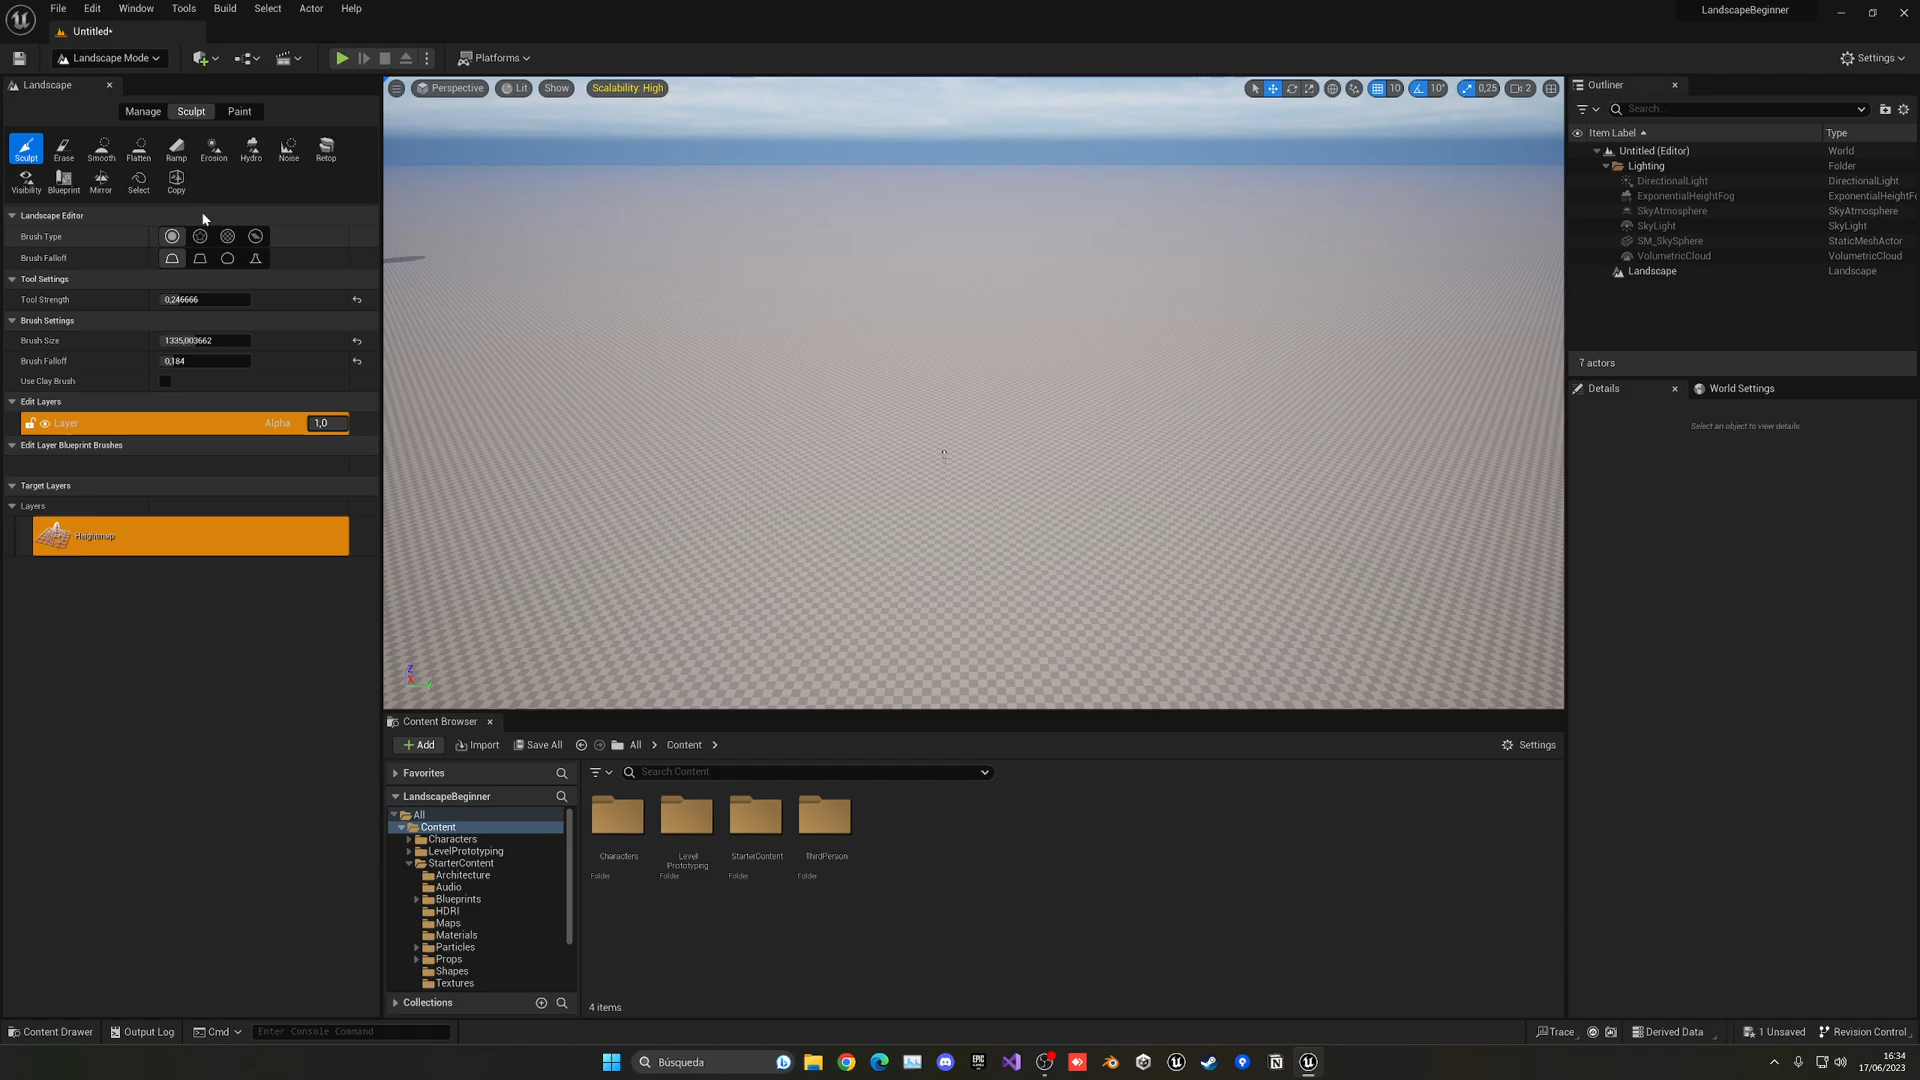 File Edit Window Tools Build Select Actor Help
LandscapeBeginner
Untitled*
Landscape Mode
Platforms
Settings
Landscape
Manage Sculpt Paint
Sculpt Erase Smooth Flatten Ramp Erosion Hydro Noise Retop
Visibility Blueprint Mirror Select Copy
Landscape Editor
Brush Type
Brush Falloff
Tool Settings
Tool Strength 0,246666
Brush Settings
Brush Size 1335,003662
Brush Falloff 0,184
Use Clay Brush
Edit Layers
Layer Alpha 1,0
Edit Layer Blueprint Brushes
Target Layers
Layers
Heightmap
Perspective Lit Show Scalability: High
10 10° 0,25 2
Z
X
Y
Outliner
Search...
Item Label Type
Untitled (Editor) World
Lighting Folder
DirectionalLight DirectionalLight
ExponentialHeightFog ExponentialHeightFo
SkyAtmosphere SkyAtmosphere
SkyLight SkyLight
SM_SkySphere StaticMeshActor
VolumetricCloud VolumetricCloud
Landscape Landscape
7 actors
Details World Settings
Select an object to view details.
Content Browser
Add Import Save All All Content Settings
Favorites
Search Content
LandscapeBeginner
All
Content
Characters
LevelPrototyping
StarterContent
Architecture
Audio
Blueprints
HDRI
Maps
Materials
Particles
Props
Shapes
Textures
Collections
Characters
Folder
Level
Prototyping
Folder
StarterContent
Folder
ThirdPerson
Folder
4 items
Content Drawer Output Log Cmd Enter Console Command
Trace Derived Data 1 Unsaved Revision Control
Búsqueda
EPIC
GAMES
16:34
17/06/2023